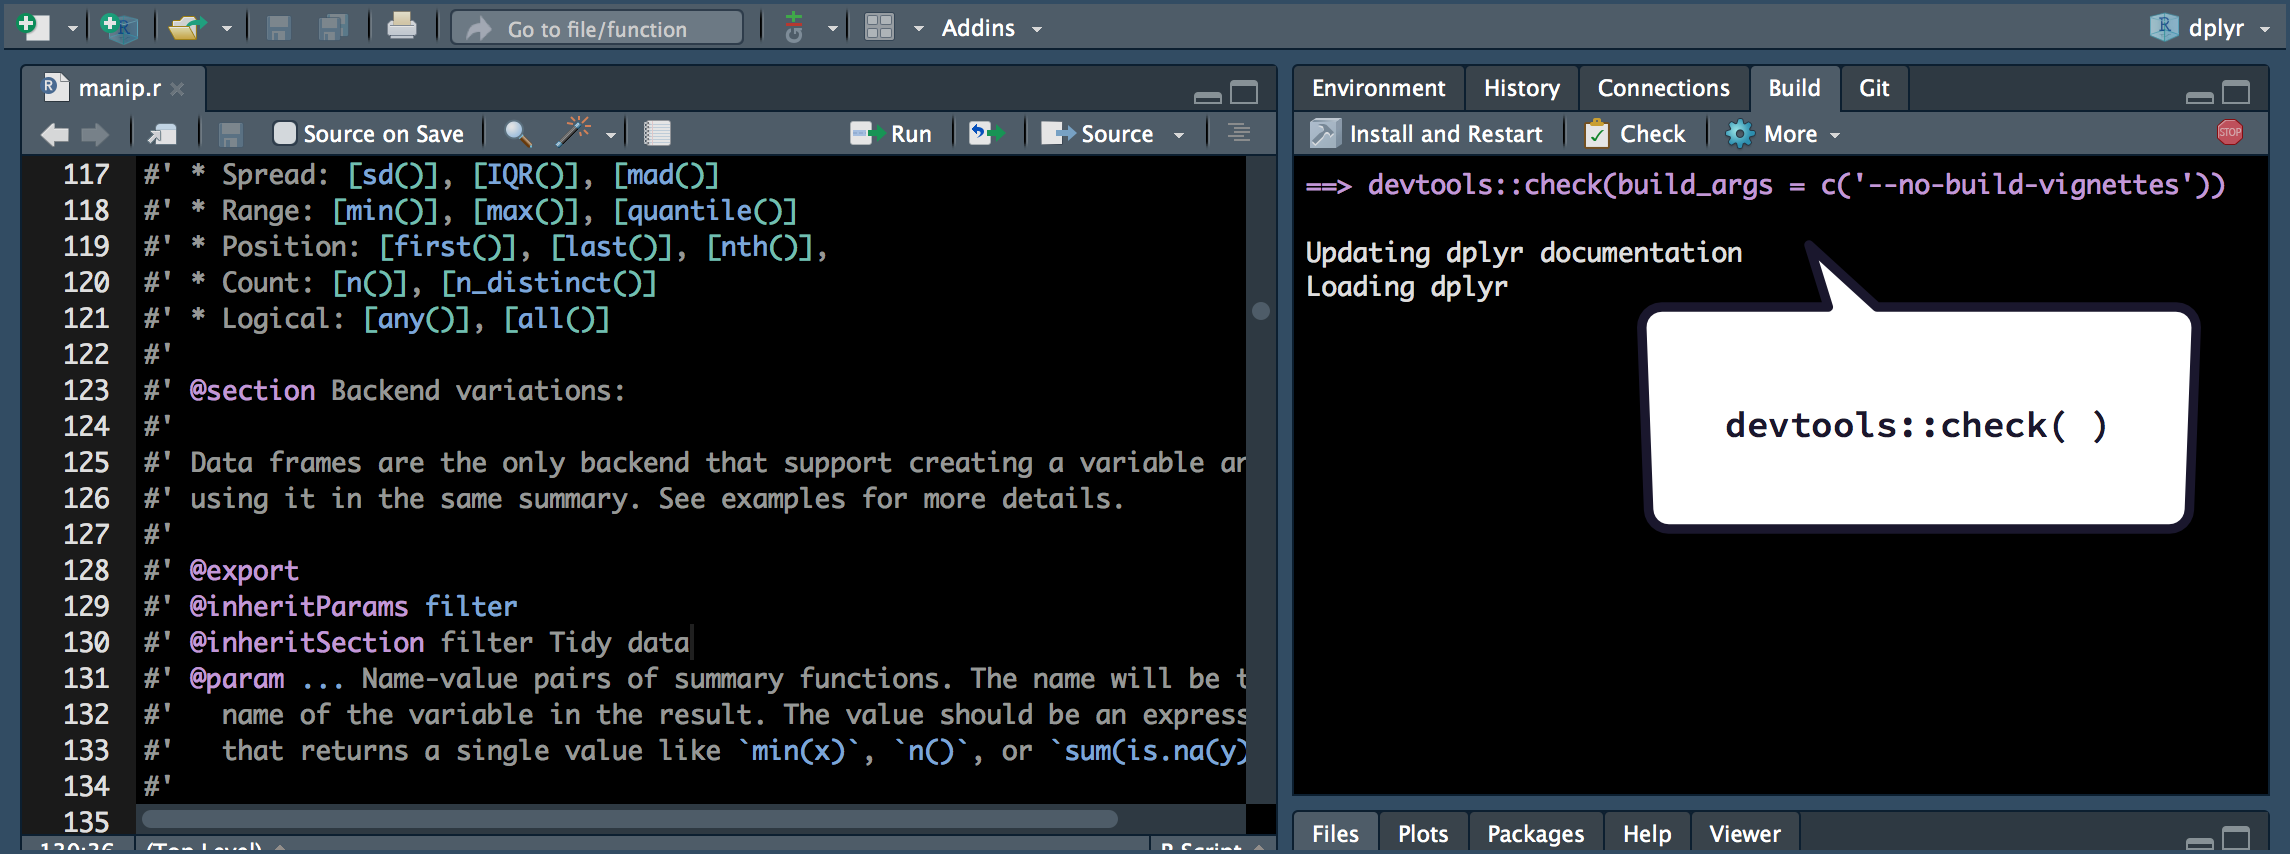 Go to file/function
Addins
dplyr
manip.r
Source on Save
Run
Source
117 #' * Spread: [sd()], [IQR()], [mad()]
118 #' * Range: [min()], [max()], [quantile()]
119 #' * Position: [first()], [last()], [nth()],
120 #' * Count: [n()], [n_distinct()]
121 #' * Logical: [any()], [all()]
122 #'
123 #' @section Backend variations:
124 #'
125 #' Data frames are the only backend that support creating a variable an
126 #' using it in the same summary. See examples for more details.
127 #'
128 #' @export
129 #' @inheritParams filter
130 #' @inheritSection filter Tidy data
131 #' @param ... Name-value pairs of summary functions. The name will be t
132 #'   name of the variable in the result. The value should be an express
133 #'   that returns a single value like `min(x)`, `n()`, or `sum(is.na(y)
134 #'
135
130:36 (Top Level) R Script
Environment History Connections Build Git
Install and Restart Check More STOP
==> devtools::check(build_args = c('--no-build-vignettes'))
Updating dplyr documentation
Loading dplyr
devtools::check( )
Files Plots Packages Help Viewer